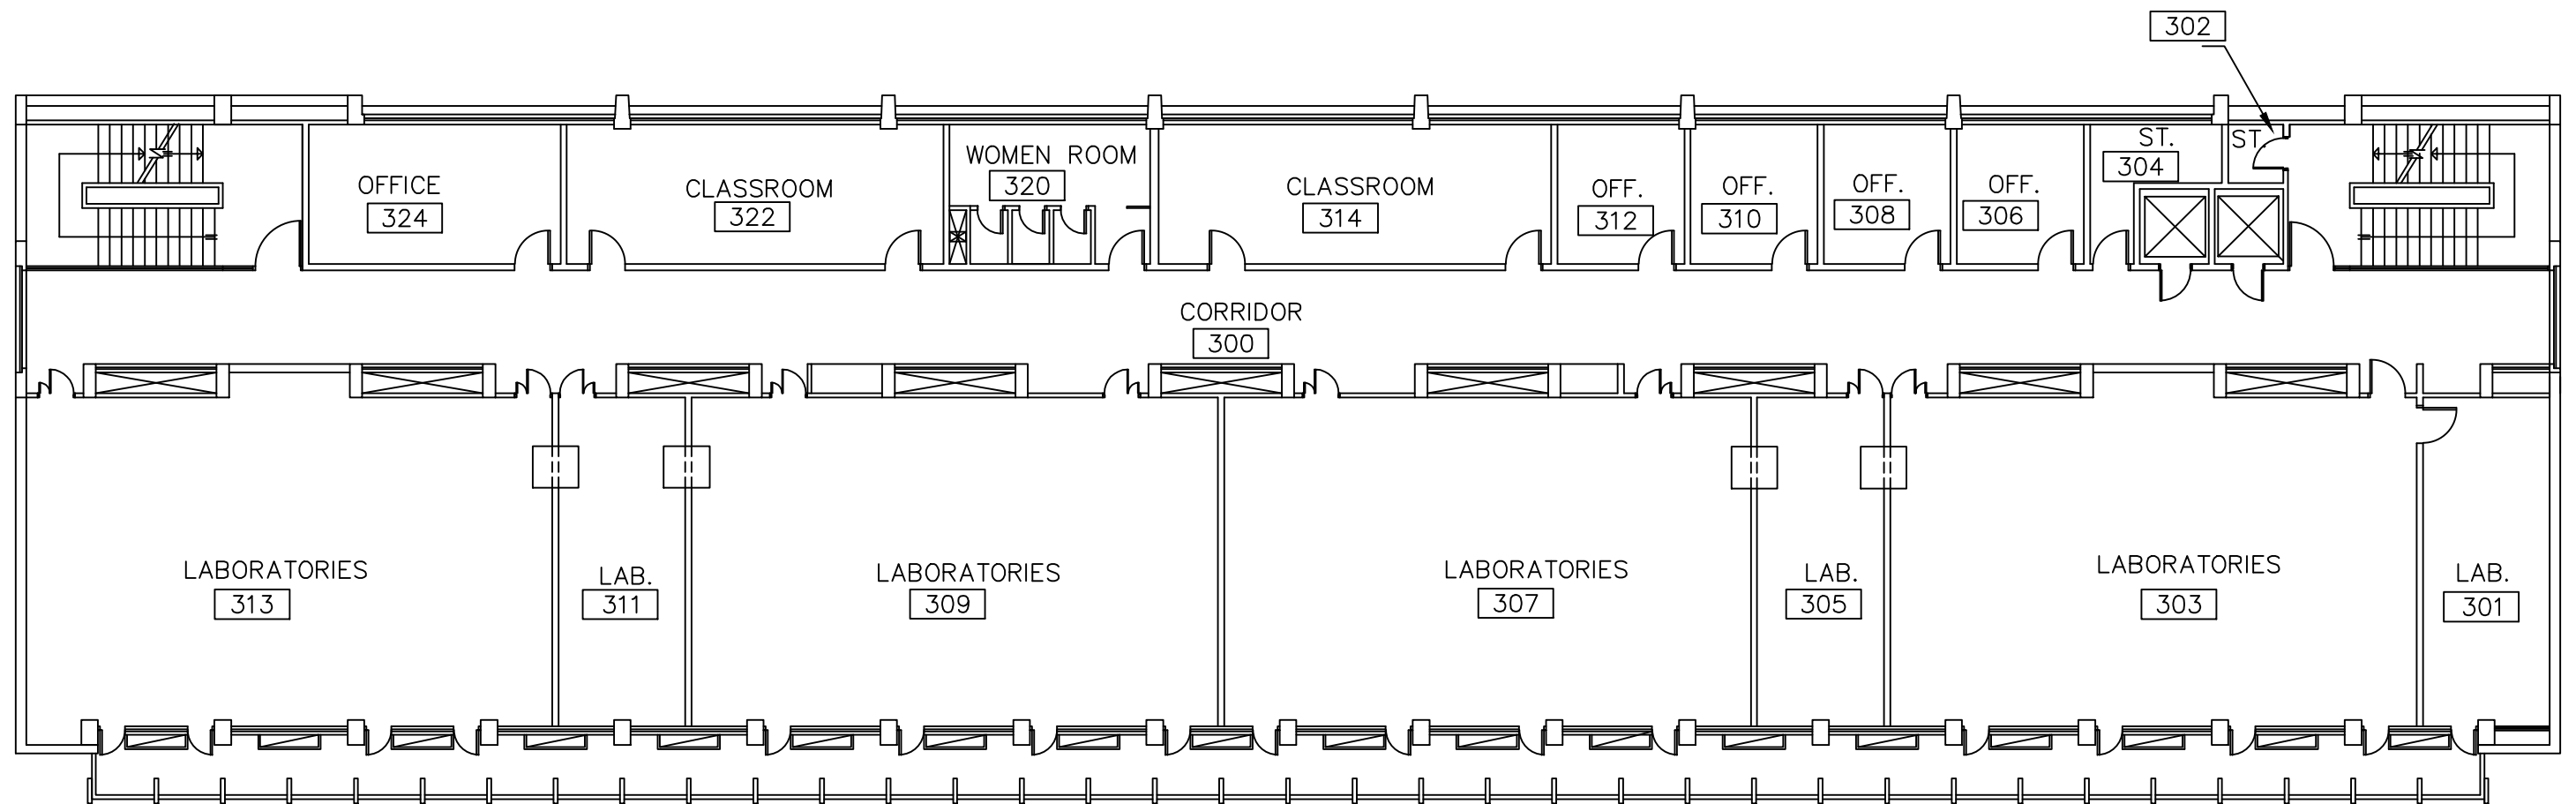 302
ST.
304
ST.
WOMEN ROOM
320
OFFICE
324
CLASSROOM
322
CLASSROOM
314
OFF.
312
OFF.
310
OFF.
308
OFF.
306
CORRIDOR
300
LABORATORIES
313
LAB.
311
LABORATORIES
309
LABORATORIES
307
LAB.
305
LABORATORIES
303
LAB.
301